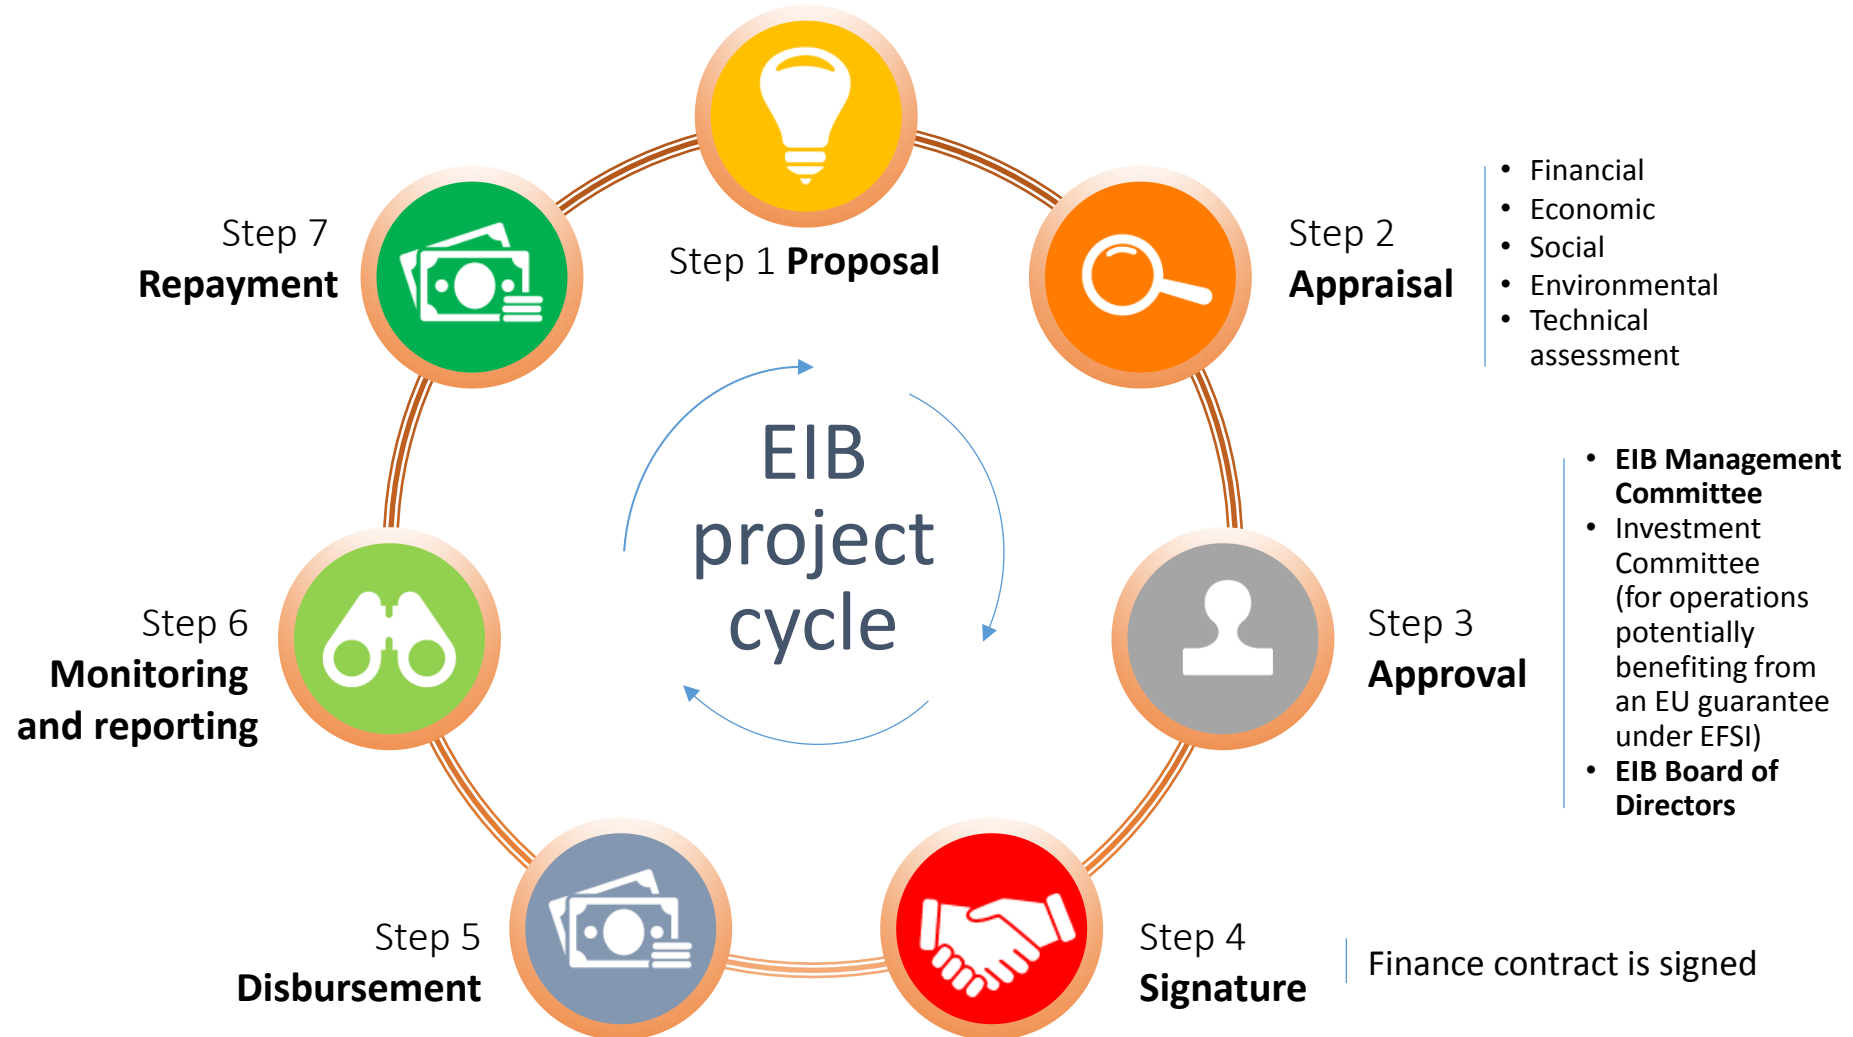 Step 1 Proposal
Step 2
Appraisal
• Financial
• Economic
• Social
• Environmental
• Technical
assessment
Step 3
Approval
• EIB Management
Committee
• Investment
Committee
(for operations
potentially
benefiting from
an EU guarantee
under EFSI)
• EIB Board of
Directors
Step 4
Signature
Finance contract is signed
Step 5
Disbursement
Step 6
Monitoring
and reporting
Step 7
Repayment
EIB
project
cycle